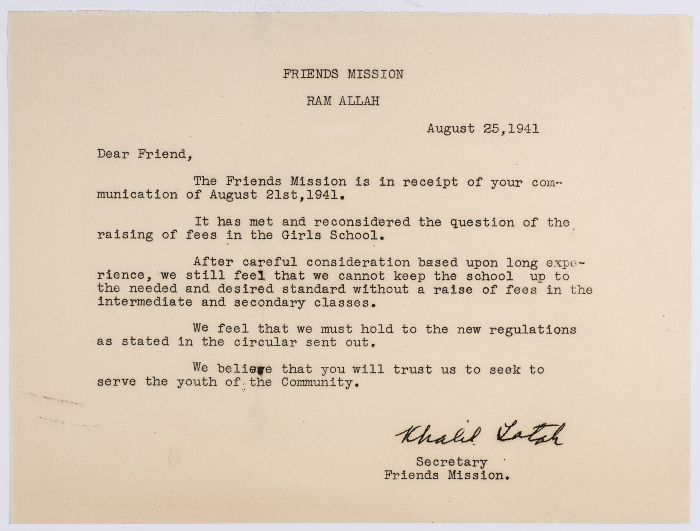 FRIENDS MISSION
RAM ALLAH
August 25,1941
Dear Friend,
The Friends Mission is in receipt of your com-
munication of August 21st,1941.
It has met and reconsidered the question of the
raising of fees in the Girls School.
After careful consideration based upon long expe-
rience, we still feel that we cannot keep the school up to
the needed and desired standard without a raise of fees in the
intermediate and secondary classes.
We feel that we must hold to the new regulations
as stated in the circular sent out.
We believe that you will trust us to seek to
serve the youth of the Community.
Khalil Totah
Secretary
Friends Mission.